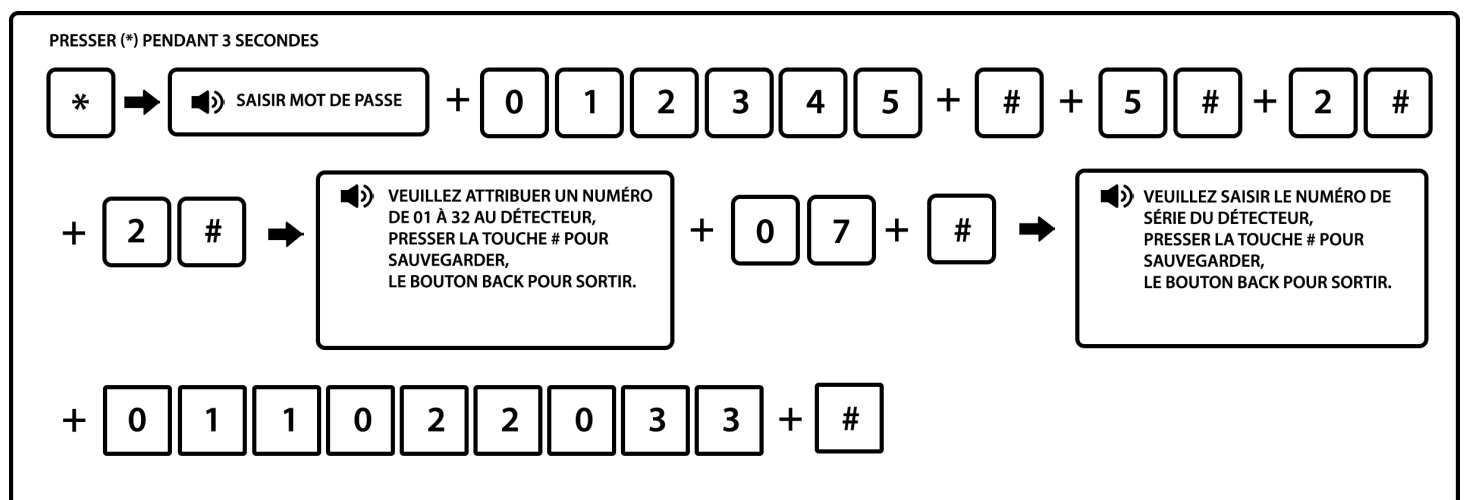 PRESSER (*) PENDANT 3 SECONDES
* SAISIR MOT DE PASSE + 0 1 2 3 4 5 + # + 5 # + 2 #
+ 2 #
VEUILLEZ ATTRIBUER UN NUMÉRO
DE 01 À 32 AU DÉTECTEUR,
PRESSER LA TOUCHE # POUR
SAUVEGARDER,
LE BOUTON BACK POUR SORTIR.
+ 0 7 + #
VEUILLEZ SAISIR LE NUMÉRO DE
SÉRIE DU DÉTECTEUR,
PRESSER LA TOUCHE # POUR
SAUVEGARDER,
LE BOUTON BACK POUR SORTIR.
+ 0 1 1 0 2 2 0 3 3 + #